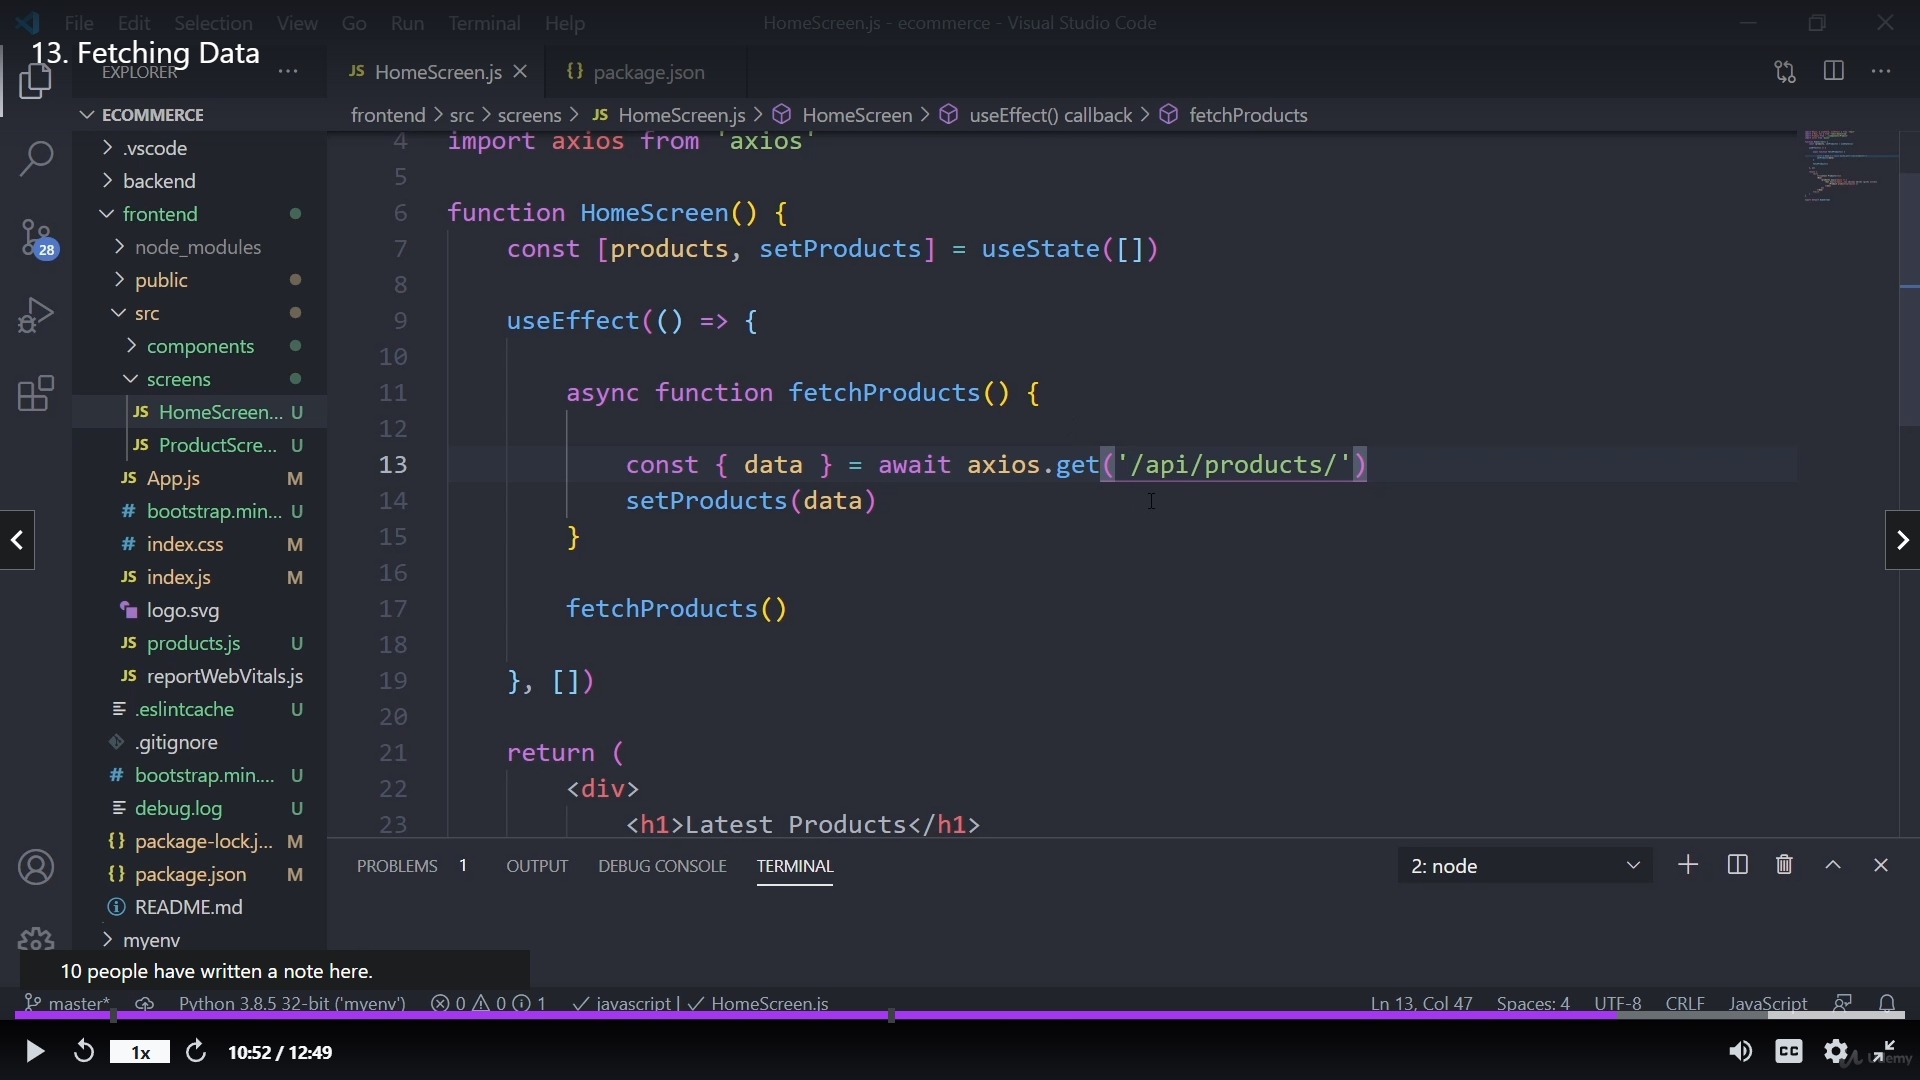 File Edit Selection View Go Run Terminal Help
HomeScreen.js - ecommerce - Visual Studio Code
13. Fetching Data
EXPLORER
JS HomeScreen.js
{} package.json
ECOMMERCE
frontend > src > screens > JS HomeScreen.js > HomeScreen > useEffect() callback > fetchProducts
.vscode
backend
frontend
node_modules
public
src
components
screens
JS HomeScreen... U
JS ProductScre... U
JS App.js M
# bootstrap.min... U
# index.css M
JS index.js M
logo.svg
JS products.js U
JS reportWebVitals.js
.eslintcache U
.gitignore
# bootstrap.min.... U
debug.log U
{} package-lock.j... M
{} package.json M
README.md
myenv
28
4 import axios from 'axios'
5
6 function HomeScreen() {
7 const [products, setProducts] = useState([])
8
9 useEffect(() => {
10
11 async function fetchProducts() {
12
13 const { data } = await axios.get('/api/products/')
14 setProducts(data)
15 }
16
17 fetchProducts()
18
19 }, [])
20
21 return (
22 <div>
23 <h1>Latest Products</h1>
PROBLEMS 1 OUTPUT DEBUG CONSOLE TERMINAL
2: node
10 people have written a note here.
master* Python 3.8.5 32-bit ('myenv') 0 0 1 javascript | HomeScreen.js
Ln 13, Col 47 Spaces: 4 UTF-8 CRLF JavaScript
1x 10:52 / 12:49
CC
Udemy